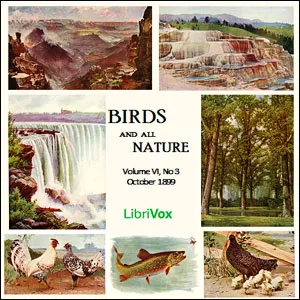 BIRDS
AND ALL
NATURE
Volume VI, No 3
October 1899
LibriVox